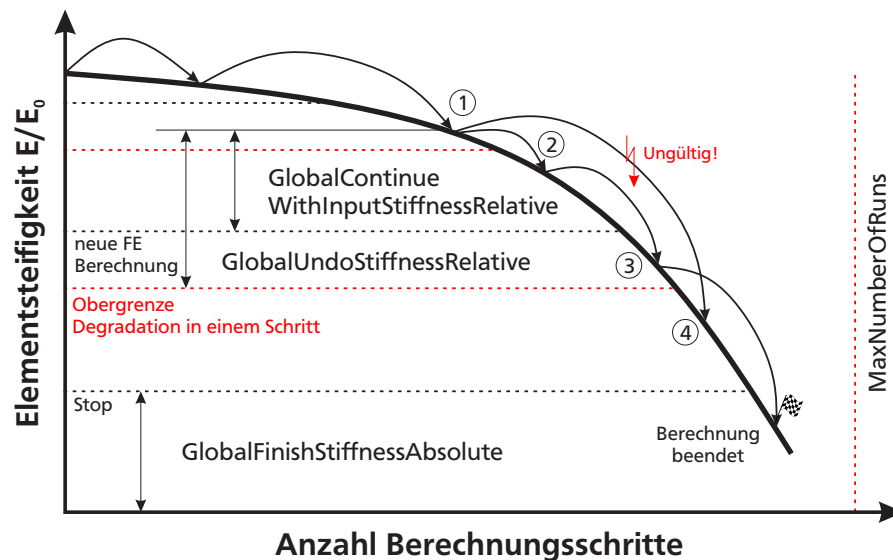 Elementsteifigkeit E/E₀
1
2
Ungültig!
GlobalContinue
WithInputStiffnessRelative
neue FE
Berechnung
GlobalUndoStiffnessRelative
3
Obergrenze
Degradation in einem Schritt
4
MaxNumberOfRuns
Stop
GlobalFinishStiffnessAbsolute
Berechnung
beendet
Anzahl Berechnungsschritte